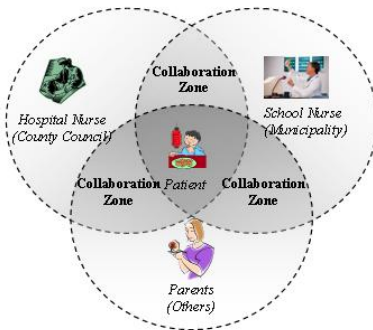 Collaboration
Zone
Hospital Nurse
(County Council)
School Nurse
(Municipality)
Collaboration
Zone
Patient
Collaboration
Zone
Parents
(Others)